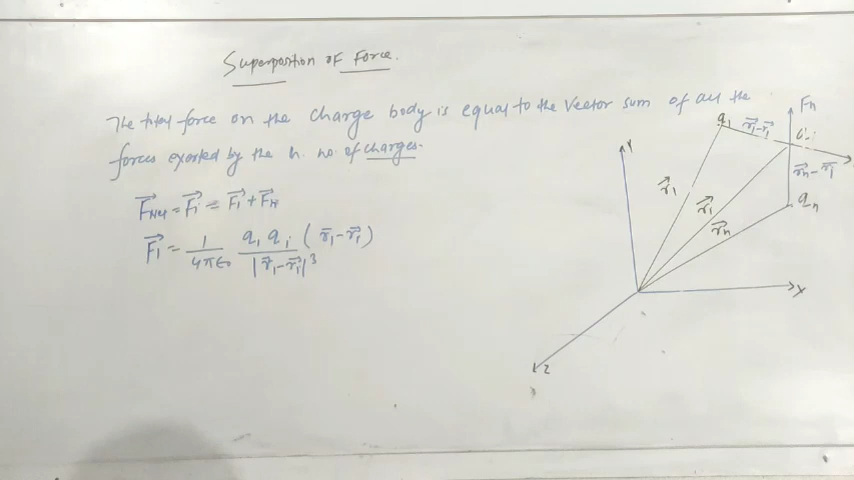 Superposition of Force.
The total force on the charge body is equal to the vector sum of all the
forces exerted by the n. no. of charges.
F⃗net = F⃗i = F⃗1 + F⃗n
F⃗1 = 1/4πϵ0 q1 qi/|r⃗1-r⃗i|³ (r⃗1-r⃗i)
Fn
q1
r⃗1-r⃗i
Y
r⃗n-r⃗i
r⃗1
r⃗i
qn
r⃗n
X
Z